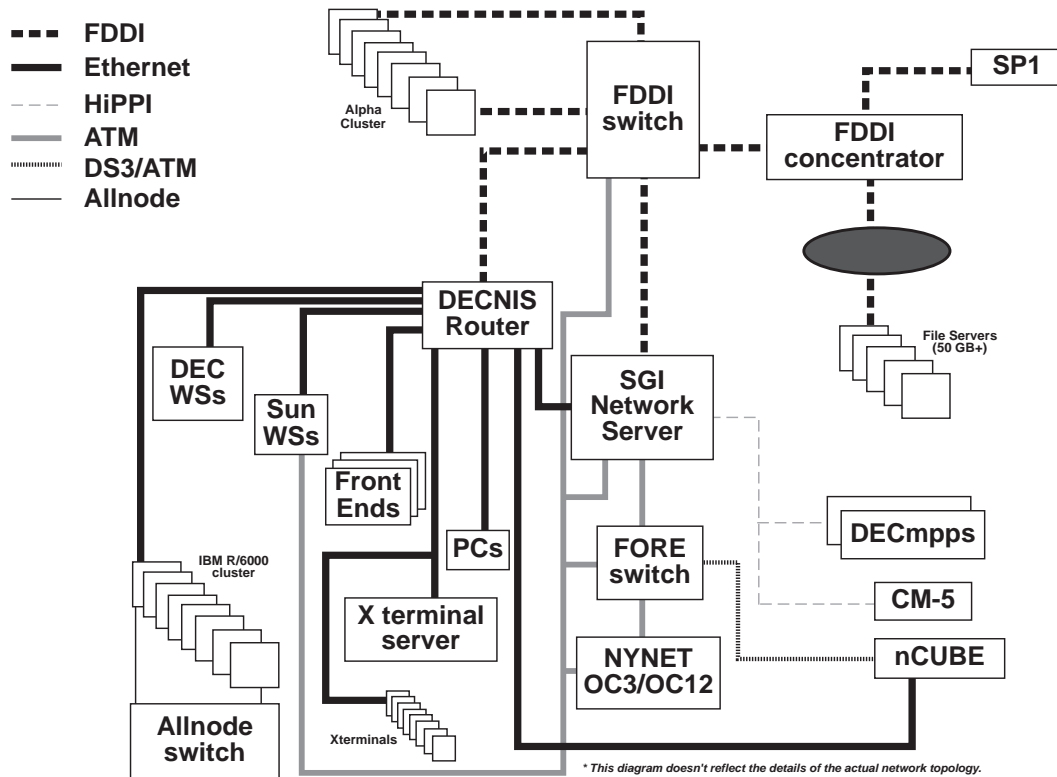 FDDI
Ethernet
HiPPI
ATM
DS3/ATM
Allnode
Alpha
Cluster
FDDI
switch
SP1
FDDI
concentrator
DECNIS
Router
File Servers
(50 GB+)
DEC
WSs
Sun
WSs
SGI
Network
Server
Front
Ends
PCs
FORE
switch
DECmpps
IBM R/6000
cluster
CM-5
X terminal
server
NYNET
OC3/OC12
nCUBE
Allnode
switch
Xterminals
* This diagram doesn't reflect the details of the actual network topology.